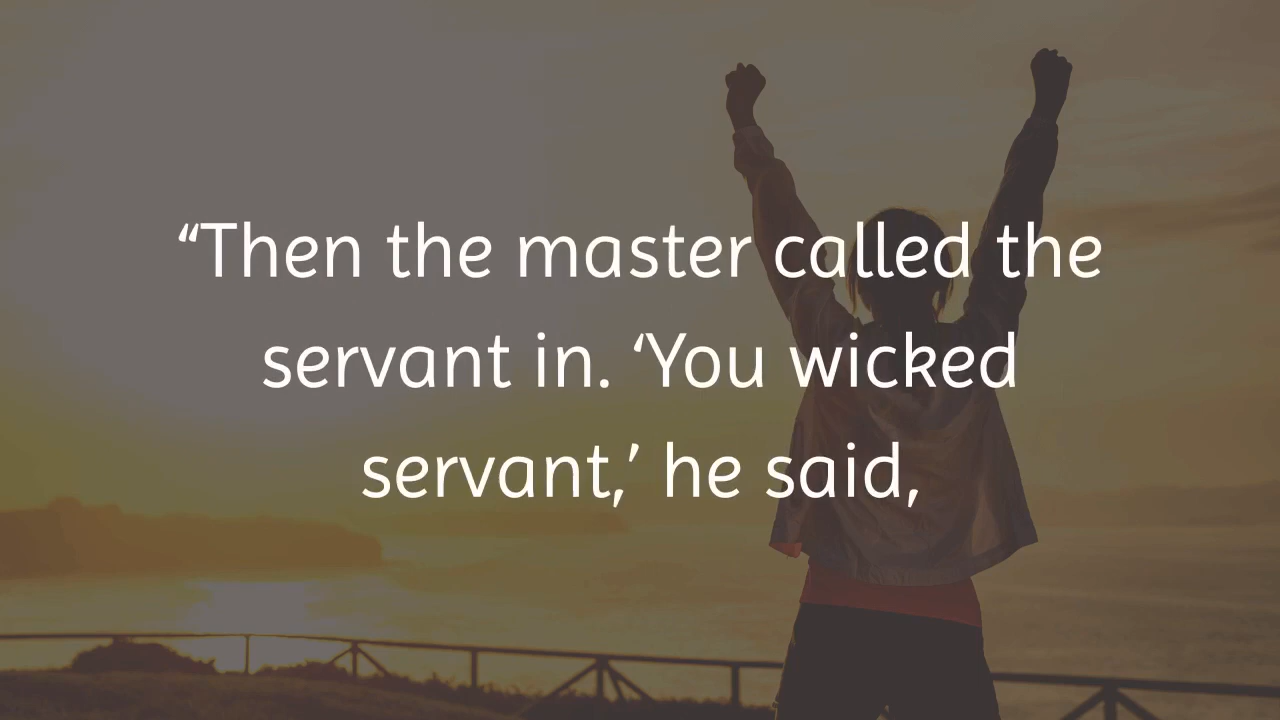 “Then the master called the
servant in. ‘You wicked
servant,’ he said,